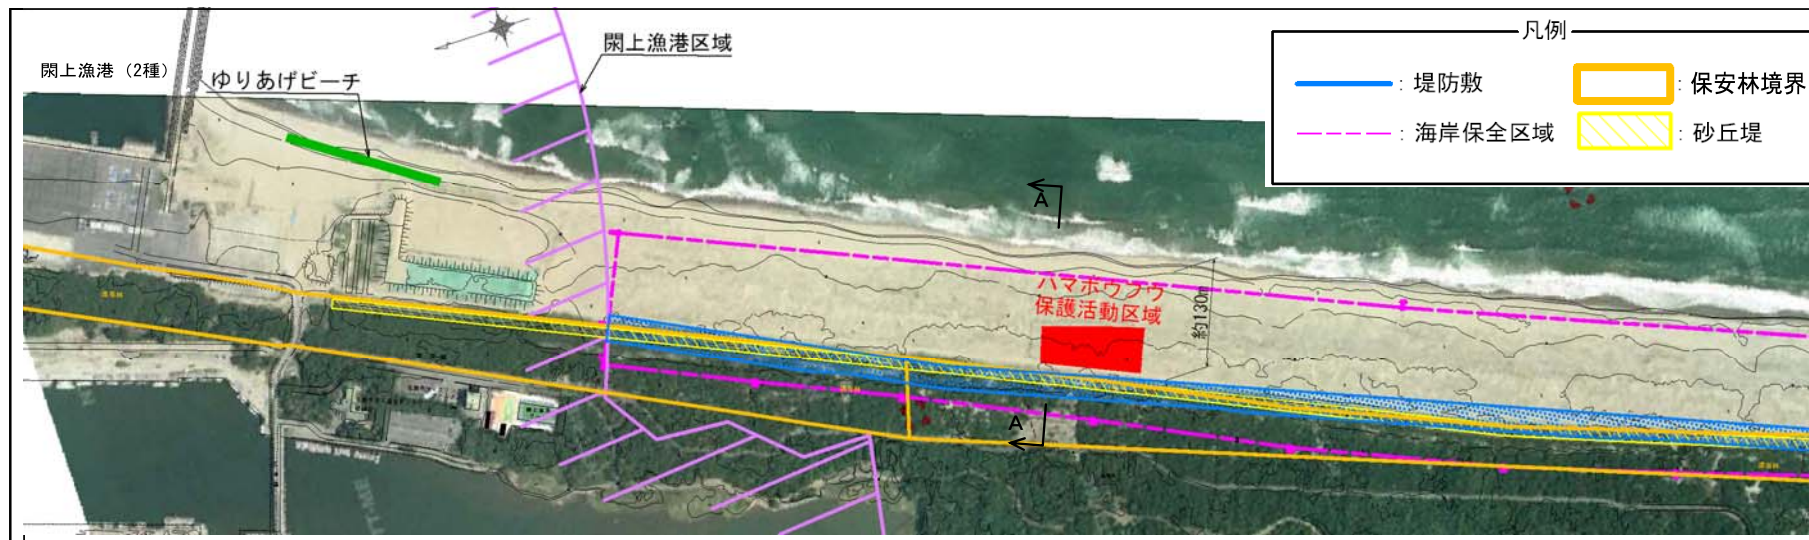 閖上漁港区域
閖上漁港（2種）
ゆりあげビーチ
凡例
: 堤防敷
: 保安林境界
: 海岸保全区域
: 砂丘堤
A
ハマボウフウ
保護活動区域
約130m
A